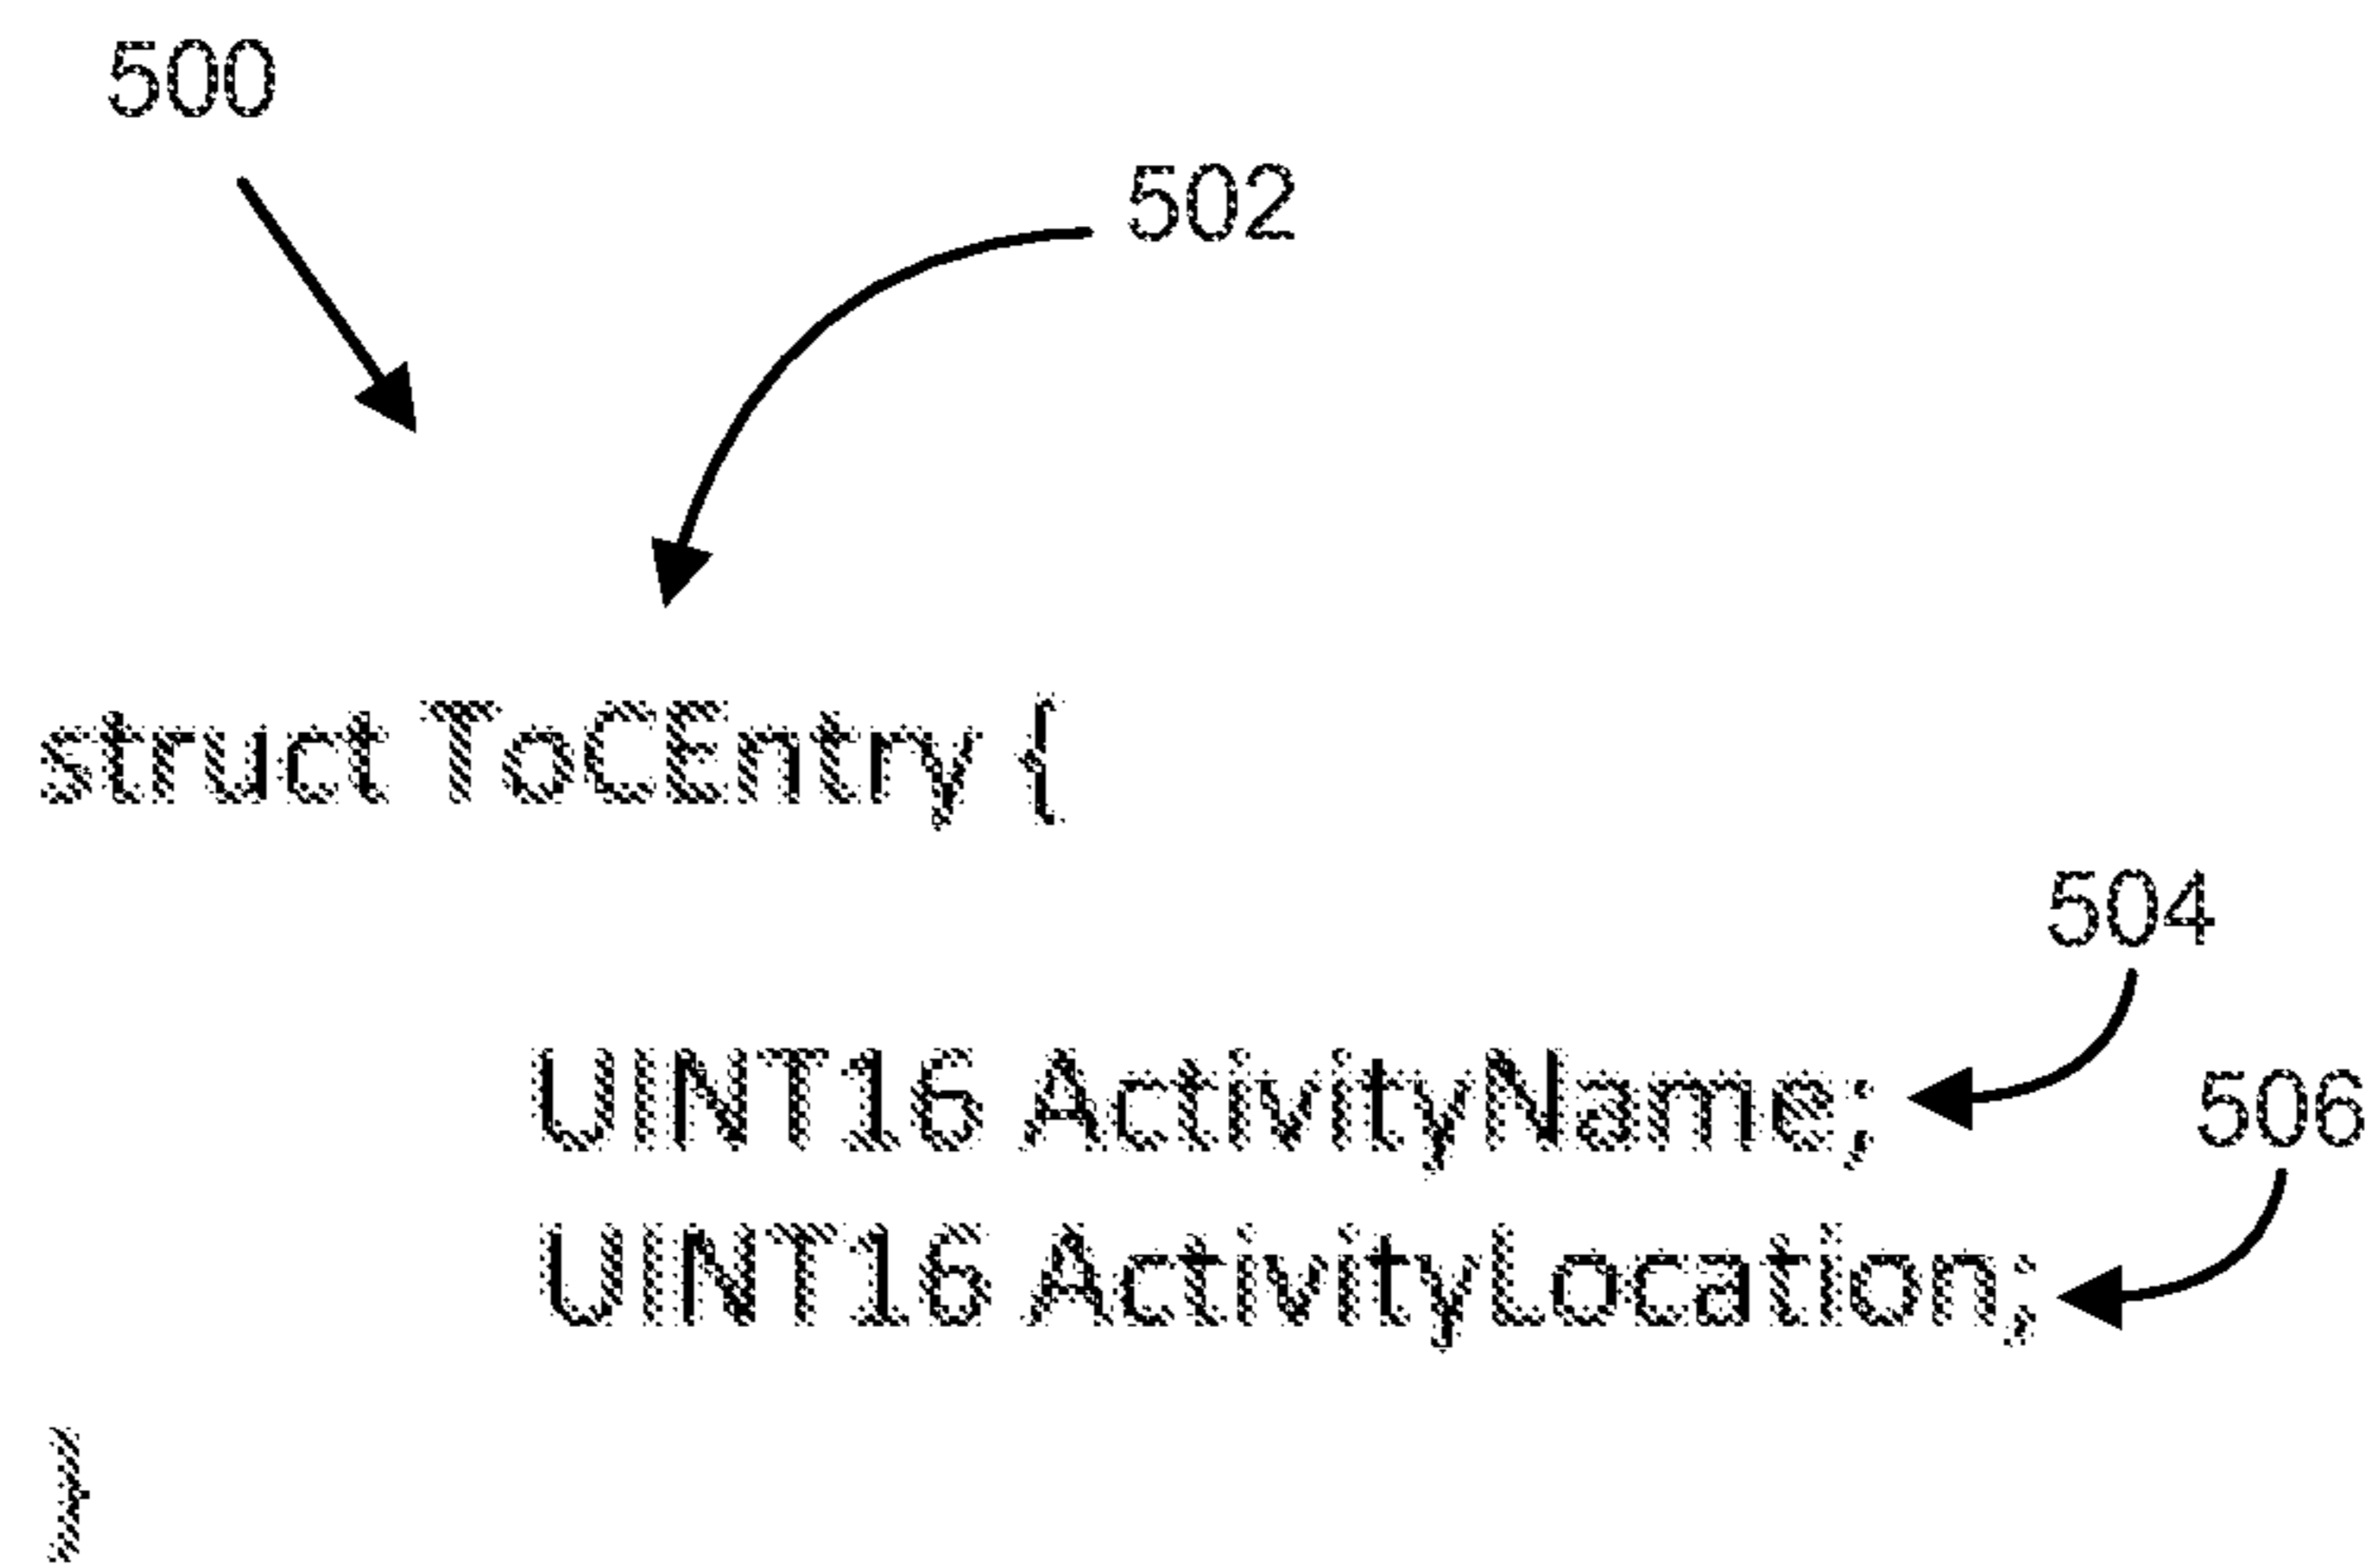 500
502
struct ToCEntry {
504
UINT16 ActivityName;
506
UINT16 ActivityLocation;
}